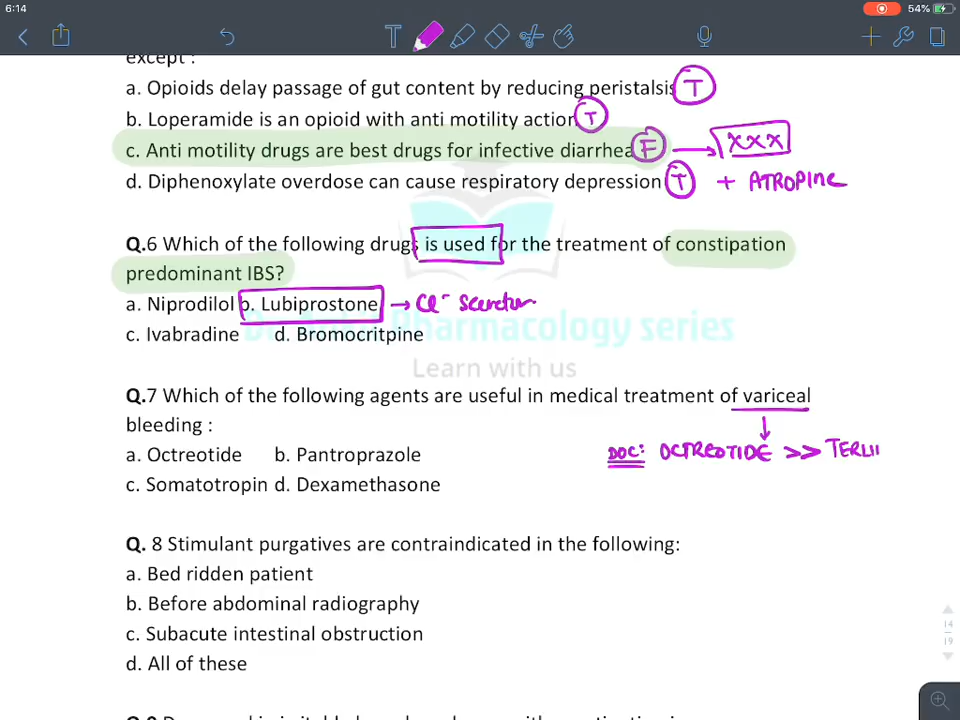 6:14
54%
except :
a. Opioids delay passage of gut content by reducing peristalsis T
b. Loperamide is an opioid with anti motility action T
c. Anti motility drugs are best drugs for infective diarrhea F → xxx
d. Diphenoxylate overdose can cause respiratory depression T + ATROPINE
Q.6 Which of the following drugs is used for the treatment of constipation
predominant IBS?
a. Niprodilol b. Lubiprostone → Cl⁻ Secretion
Pharmacology series
c. Ivabradine d. Bromocritpine
Learn with us
Q.7 Which of the following agents are useful in medical treatment of variceal
bleeding :
a. Octreotide b. Pantroprazole DOC: OCTREOTIDE >> TERLI
c. Somatotropin d. Dexamethasone
Q. 8 Stimulant purgatives are contraindicated in the following:
a. Bed ridden patient
b. Before abdominal radiography
c. Subacute intestinal obstruction
14
19
d. All of these